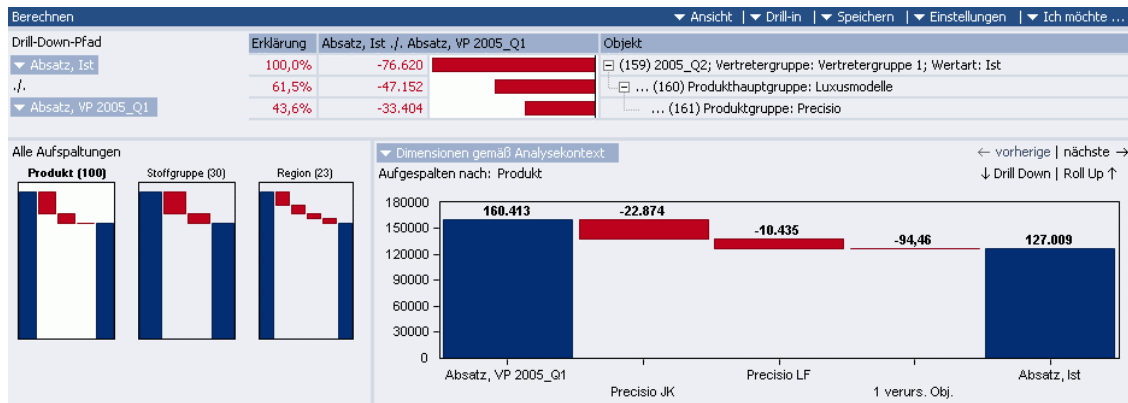 Berechnen ▼ Ansicht | ▼ Drill-in | ▼ Speichern | ▼ Einstellungen | ▼ Ich möchte ...
Drill-Down-Pfad Erklärung Absatz, Ist ./. Absatz, VP 2005_Q1 Objekt
▼ Absatz, Ist 100,0% -76.620 (159) 2005_Q2; Vertretergruppe: Vertretergruppe 1; Wertart: Ist
./. 61,5% -47.152 ... (160) Produkthauptgruppe: Luxusmodelle
▼ Absatz, VP 2005_Q1 43,6% -33.404 ... (161) Produktgruppe: Precisio
Alle Aufspaltungen
Produkt (100) Stoffgruppe (30) Region (23)
▼ Dimensionen gemäß Analysekontext ← vorherige | nächste →
Aufgespalten nach: Produkt ↓ Drill Down | Roll Up ↑
180000
150000
120000
90000
60000
30000
0
160.413 -22.874 -10.435 -94,46 127.009
Absatz, VP 2005_Q1 Precisio LF Absatz, Ist
Precisio JK 1 verurs. Obj.